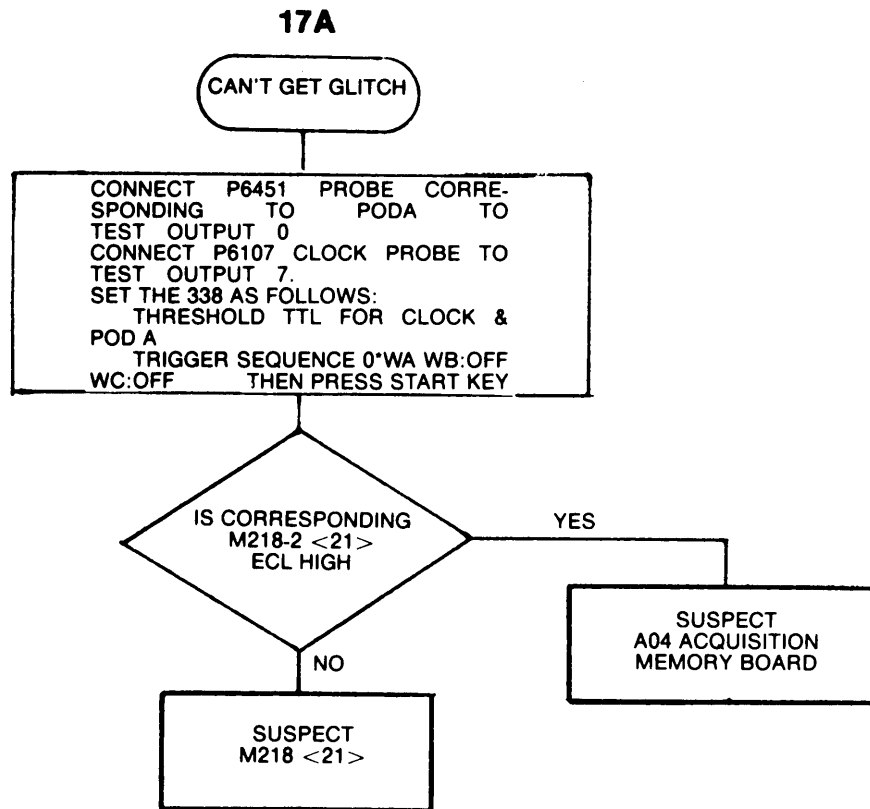 17A
CAN'T GET GLITCH
CONNECT P6451 PROBE CORRE-
SPONDING TO PODA TO
TEST OUTPUT 0
CONNECT P6107 CLOCK PROBE TO
TEST OUTPUT 7.
SET THE 338 AS FOLLOWS:
THRESHOLD TTL FOR CLOCK &
POD A
TRIGGER SEQUENCE 0*WA WB:OFF
WC:OFF THEN PRESS START KEY
IS CORRESPONDING
M218-2 <21>
ECL HIGH
YES
SUSPECT
A04 ACQUISITION
MEMORY BOARD
NO
SUSPECT
M218 <21>